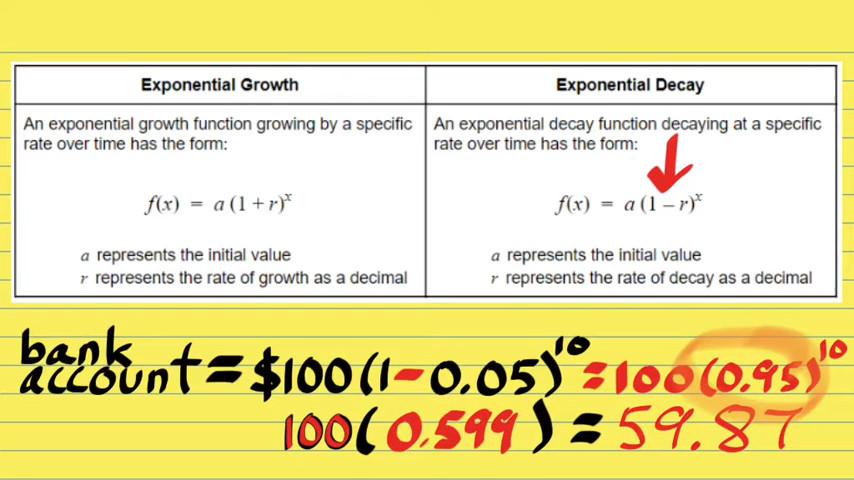 Exponential Growth
An exponential growth function growing by a specific
rate over time has the form:
f(x) = a (1 + r)^x
a represents the initial value
r represents the rate of growth as a decimal
Exponential Decay
An exponential decay function decaying at a specific
rate over time has the form:
f(x) = a (1 – r)^x
a represents the initial value
r represents the rate of decay as a decimal
bank
account = $100(1-0.05)^10 = 100(0.95)^10
100(0.599) = 59.87